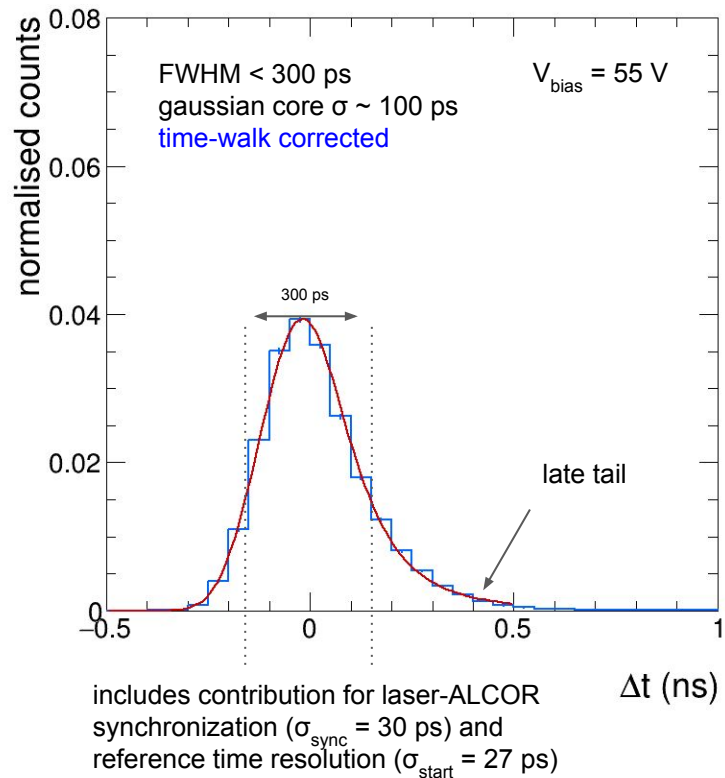 0.08
FWHM < 300 ps
V_bias = 55 V
gaussian core σ ~ 100 ps
time-walk corrected
normalised counts
0.06
300 ps
0.04
0.02
late tail
0
−0.5
0
0.5
1
Δt (ns)
includes contribution for laser-ALCOR
synchronization (σ_sync = 30 ps) and
reference time resolution (σ_start = 27 ps)